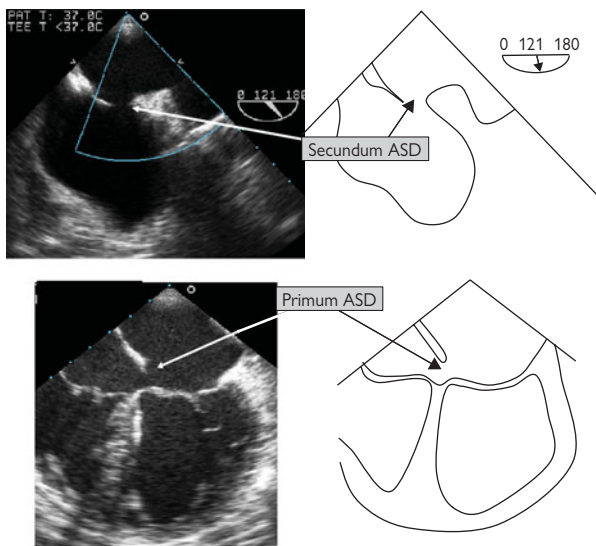 PAT T: 37.0C
TEE T <37.0C
0 121 180
0 121 180
Secundum ASD
Primum ASD